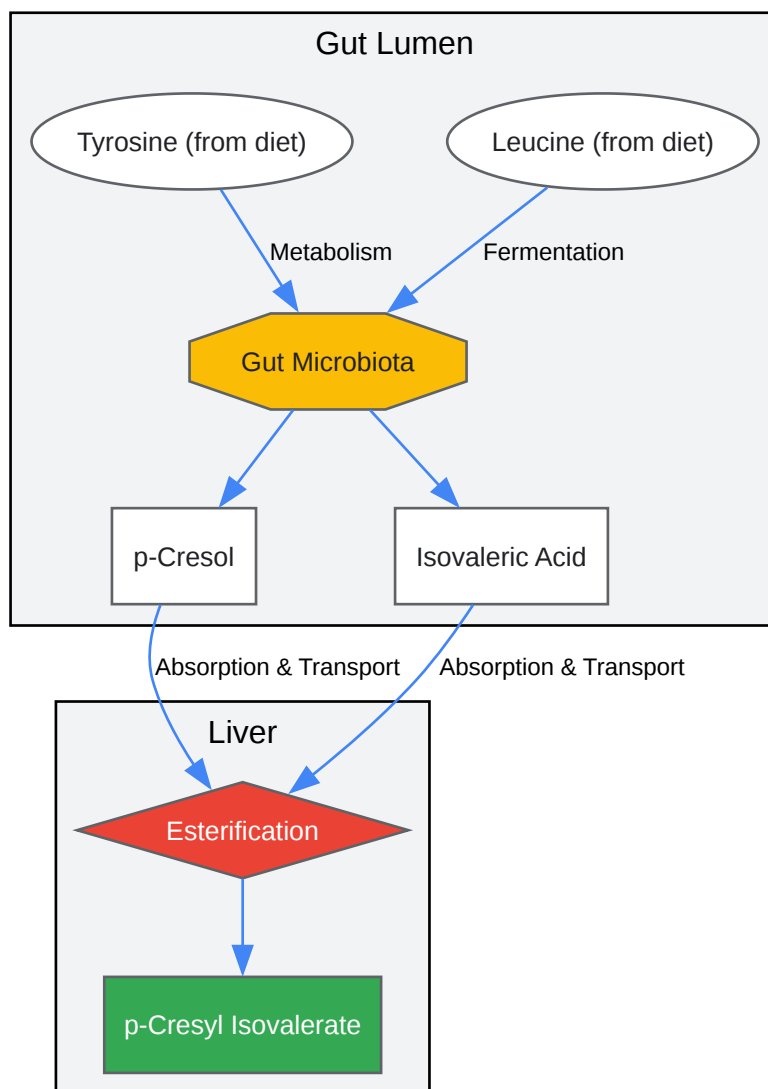 Gut Lumen
Tyrosine (from diet)
Leucine (from diet)
Metabolism
Fermentation
Gut Microbiota
p-Cresol
Isovaleric Acid
Absorption & Transport
Absorption & Transport
Liver
Esterification
p-Cresyl Isovalerate